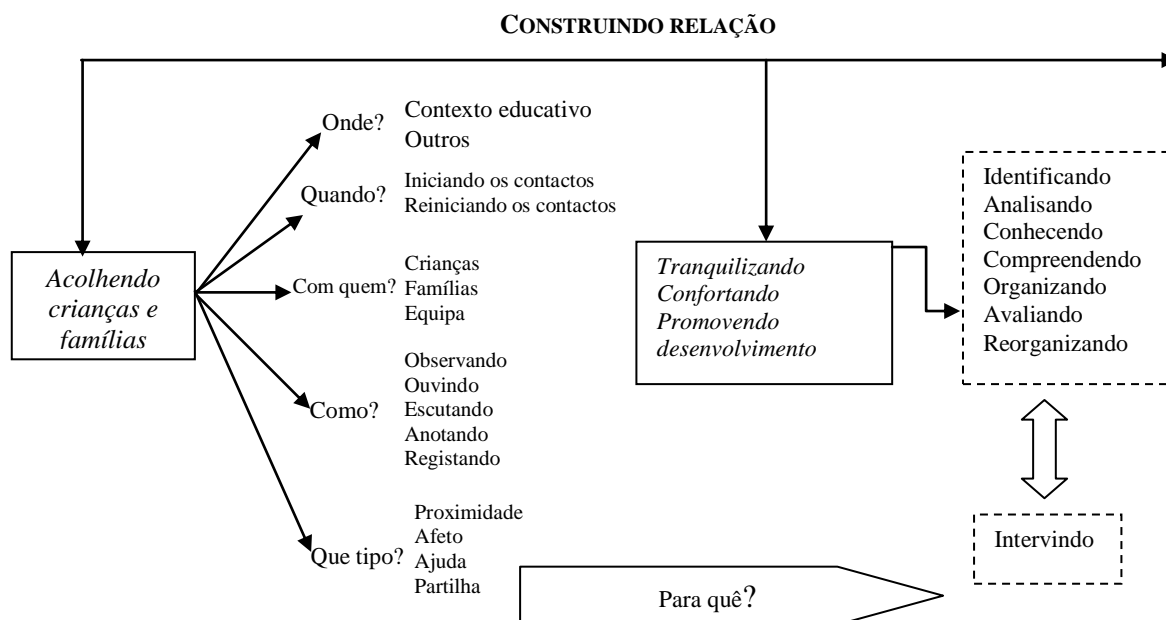 CONSTRUINDO RELAÇÃO
Onde?
Contexto educativo
Outros
Quando?
Iniciando os contactos
Reiniciando os contactos
Acolhendo
crianças e
famílias
Com quem?
Crianças
Famílias
Equipa
Como?
Observando
Ouvindo
Escutando
Anotando
Registando
Que tipo?
Proximidade
Afeto
Ajuda
Partilha
Tranquilizando
Confortando
Promovendo
desenvolvimento
Identificando
Analisando
Conhecendo
Compreendendo
Organizando
Avaliando
Reorganizando
Intervindo
Para quê?